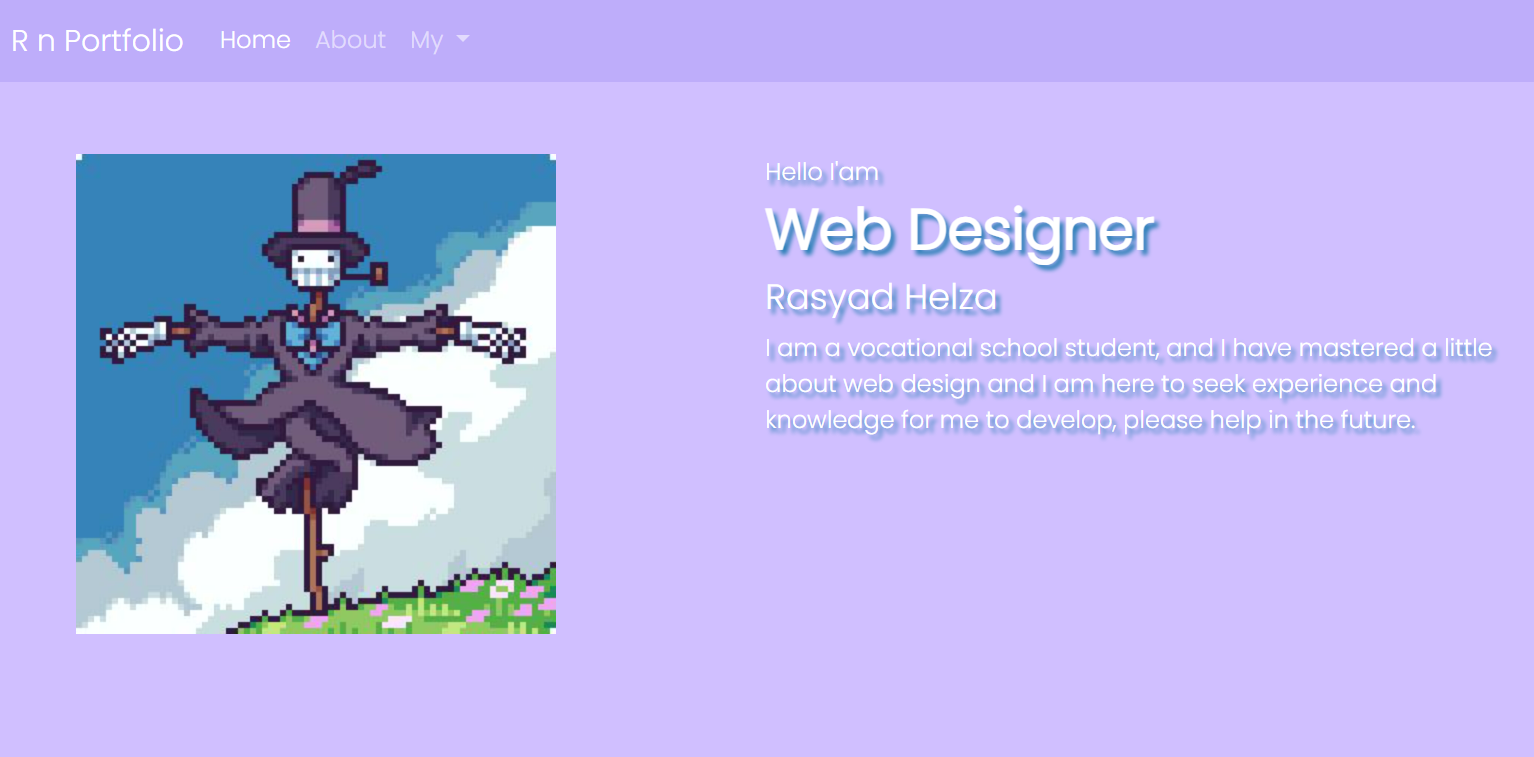 R n Portfolio Home About My
Hello I'am
Web Designer
Rasyad Helza
I am a vocational school student, and I have mastered a little
about web design and I am here to seek experience and
knowledge for me to develop, please help in the future.